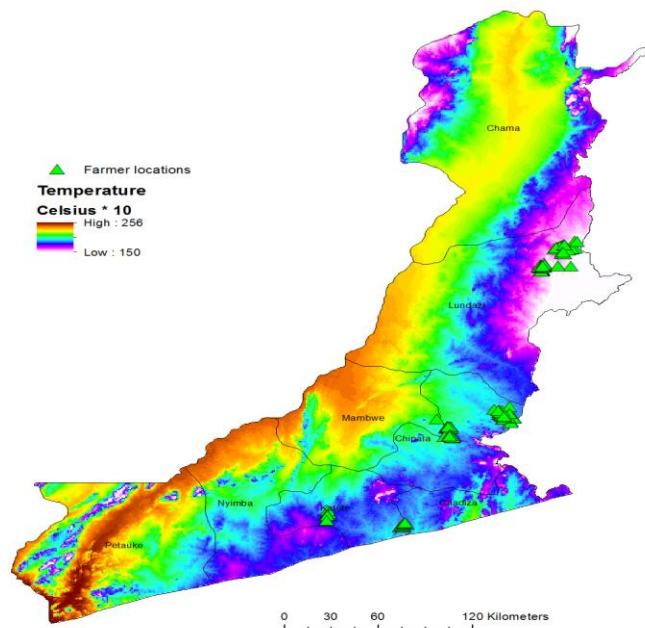 Chama
Farmer locations
Temperature
Celsius * 10
High : 256
Low : 150
Lundazi
Mambwe
Chipata
Nyimba
Katete
Chadiza
Petauke
0 30 60 120 Kilometers